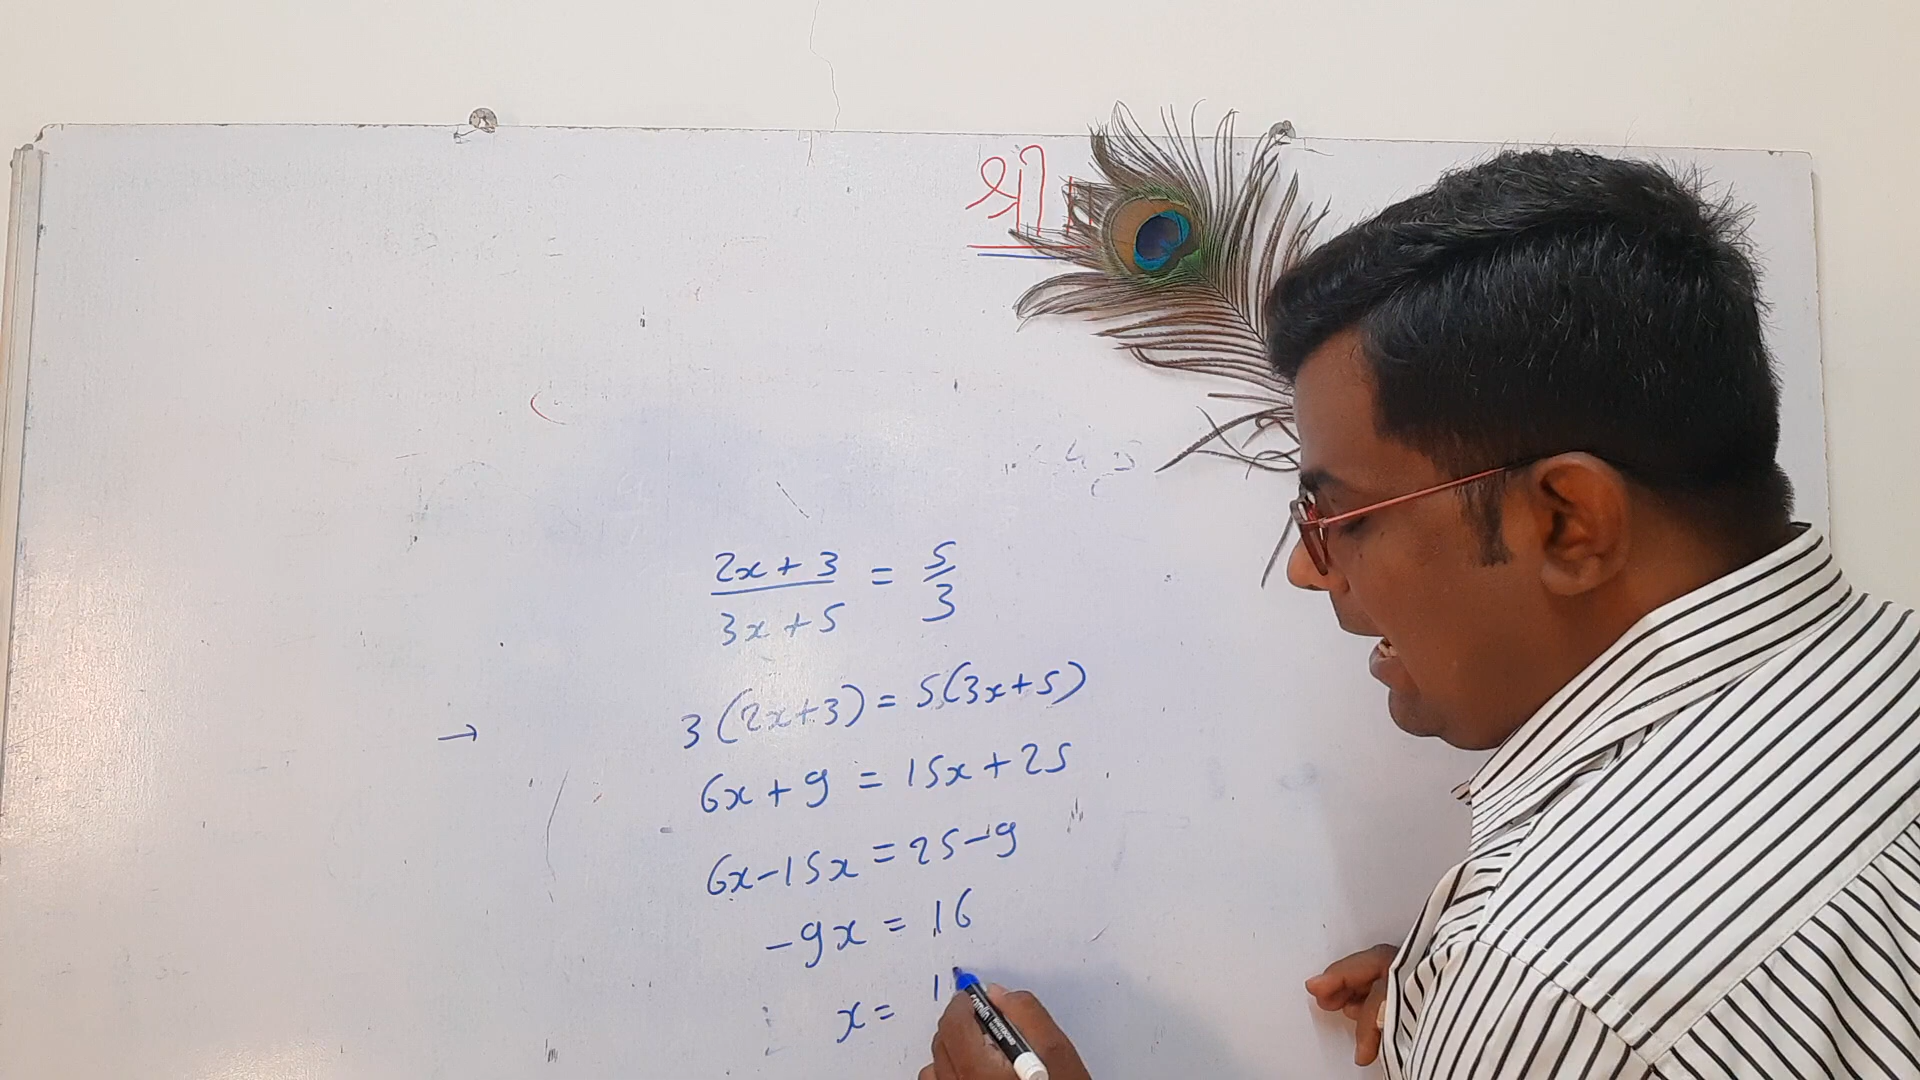 श्री
2x + 3 / 3x + 5 = 5 / 3
→ 3 (2x+3) = 5(3x+5)
6x + 9 = 15x + 25
6x - 15x = 25 - 9
-9x = 16
x = 1
camlin